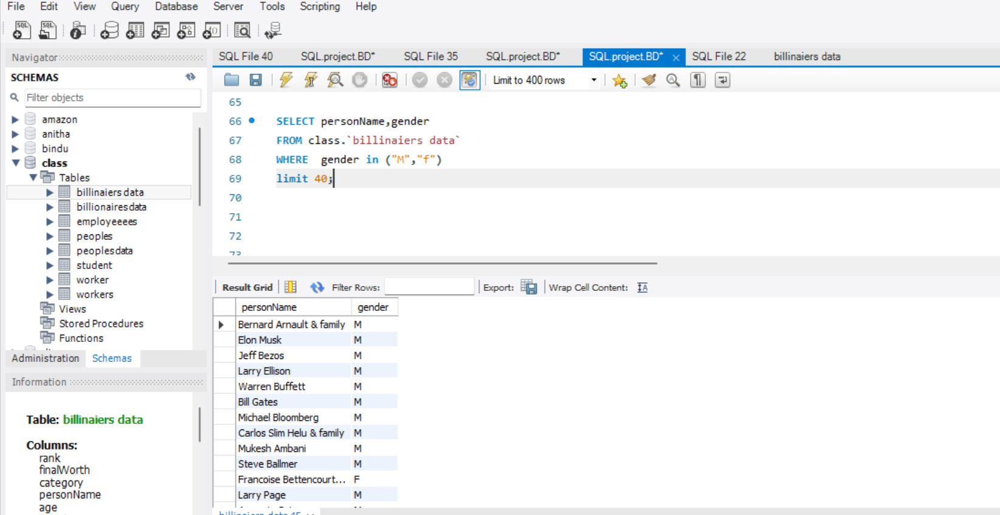 File Edit View Query Database Server Tools Scripting Help
SQL SQL
Navigator
SCHEMAS
Filter objects
amazon
anitha
bindu
class
Tables
billinaiers data
billionairesdata
employeeees
peoples
peoplesdata
student
worker
workers
Views
Stored Procedures
Functions
Administration Schemas
Information
Table: billinaiers data
Columns:
rank
finalWorth
category
personName
age
SQL File 40 SQL.project.BD* SQL File 35 SQL.project.BD* SQL.project.BD* SQL File 22 billinaiers data
Limit to 400 rows
65
66 SELECT personName,gender
67 FROM class.`billinaiers data`
68 WHERE gender in ("M","f")
69 limit 40;
70
71
72
73
Result Grid Filter Rows: Export: Wrap Cell Content:
personName gender
Bernard Arnault & family M
Elon Musk M
Jeff Bezos M
Larry Ellison M
Warren Buffett M
Bill Gates M
Michael Bloomberg M
Carlos Slim Helu & family M
Mukesh Ambani M
Steve Ballmer M
Francoise Bettencourt... F
Larry Page M
billinaiers data 45